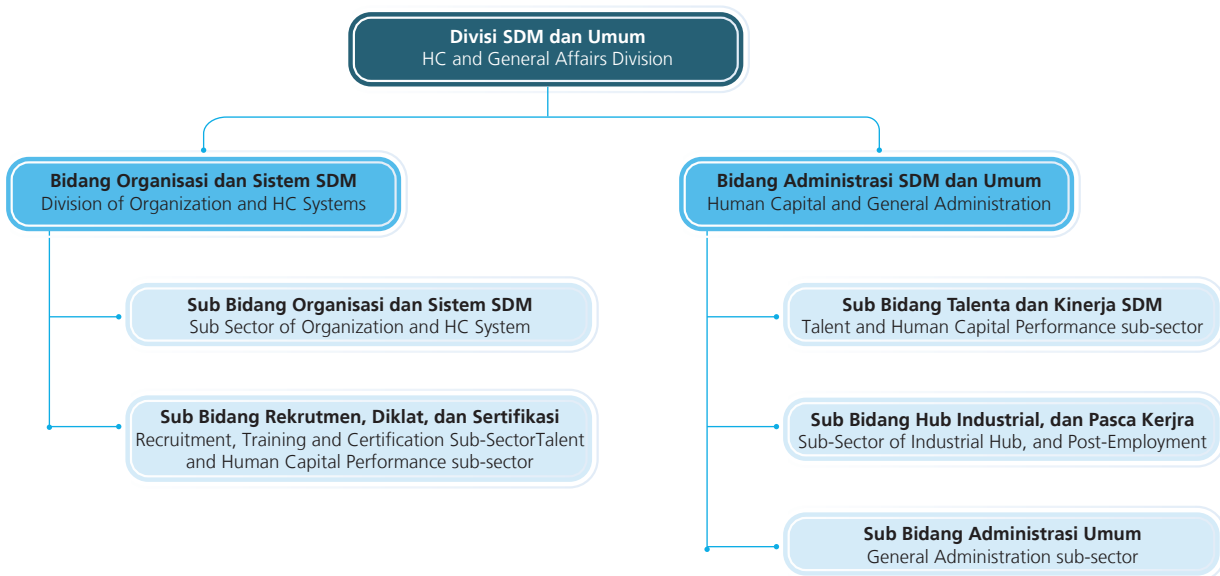 Divisi SDM dan Umum
HC and General Affairs Division
Bidang Organisasi dan Sistem SDM
Division of Organization and HC Systems
Sub Bidang Organisasi dan Sistem SDM
Sub Sector of Organization and HC System
Sub Bidang Rekrutmen, Diklat, dan Sertifikasi
Recruitment, Training and Certification Sub-SectorTalent
and Human Capital Performance sub-sector
Bidang Administrasi SDM dan Umum
Human Capital and General Administration
Sub Bidang Talenta dan Kinerja SDM
Talent and Human Capital Performance sub-sector
Sub Bidang Hub Industrial, dan Pasca Kerjra
Sub-Sector of Industrial Hub, and Post-Employment
Sub Bidang Administrasi Umum
General Administration sub-sector